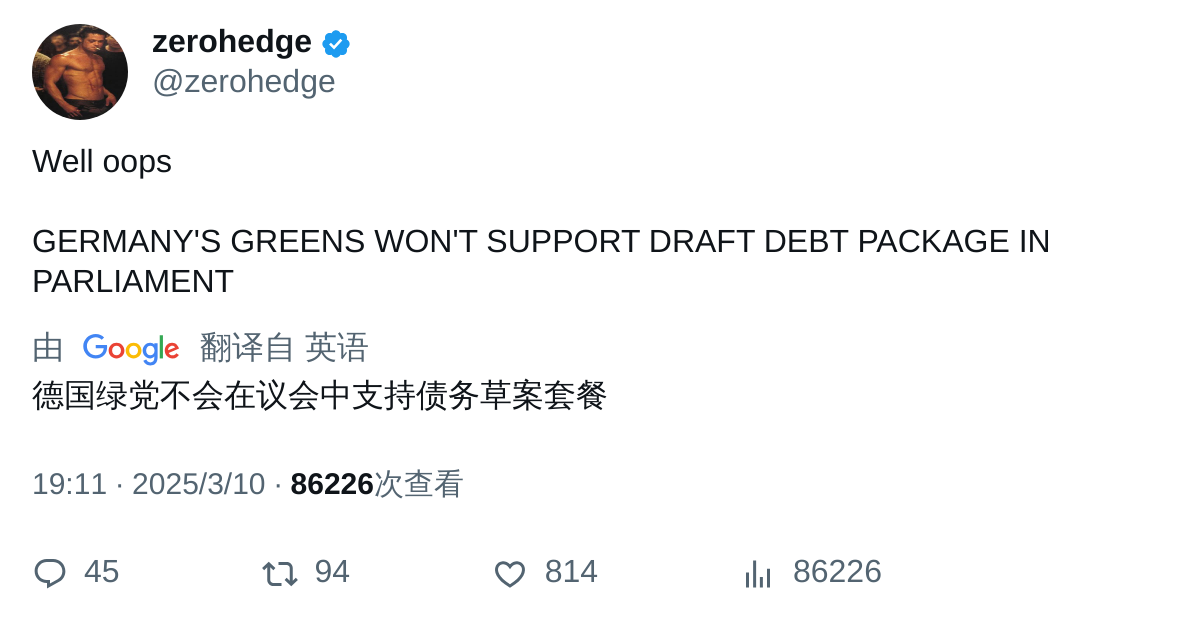 zerohedge
@zerohedge
Well oops
GERMANY'S GREENS WON'T SUPPORT DRAFT DEBT PACKAGE IN
PARLIAMENT
由 Google 翻译自 英语
德国绿党不会在议会中支持债务草案套餐
19:11 · 2025/3/10 · 86226次查看
45 94 814 86226